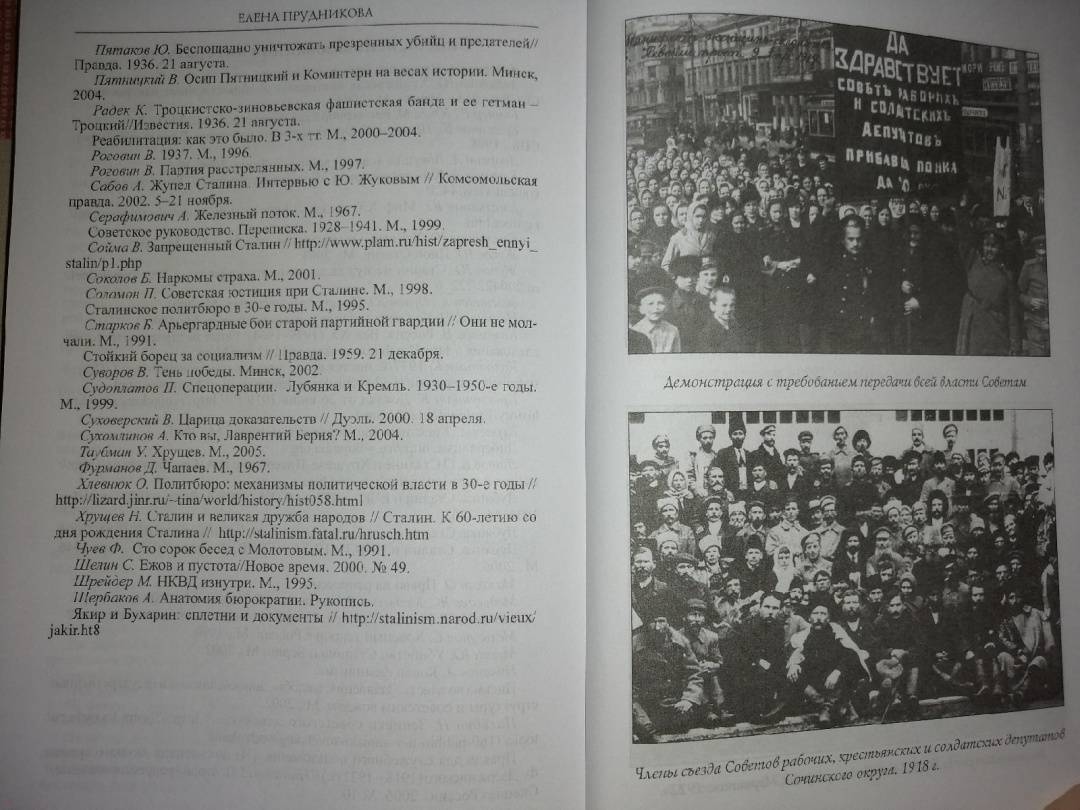 ЕЛЕНА ПРУДНИКОВА
Пятаков Ю. Беспощадно уничтожать презренных убийц и предателей//
Правда. 1936. 21 августа.
Пятницкий В. Осип Пятницкий и Коминтерн на весах истории. Минск,
2004.
Радек К. Троцкистско-зиновьевская фашистская банда и ее гетман –
Троцкий//Известия. 1936. 21 августа.
Реабилитация: как это было. В 3-х тт. М., 2000–2004.
Роговин В. 1937. М., 1996.
Роговин В. Партия расстрелянных. М., 1997.
Сабов А. Жупел Сталина. Интервью с Ю. Жуковым // Комсомольская
правда. 2002. 5–21 ноября.
Серафимович А. Железный поток. М., 1967.
Советское руководство. Переписка. 1928–1941. М., 1999.
Сойма В. Запрещенный Сталин // http://www.plam.ru/hist/zapresh_ennyi_
stalin/p1.php
Соколов Б. Наркомы страха. М., 2001.
Соломон П. Советская юстиция при Сталине. М., 1998.
Сталинское политбюро в 30-е годы. М., 1995.
Старков Б. Арьергардные бои старой партийной гвардии // Они не мол-
чали. М., 1991.
Стойкий борец за социализм // Правда. 1959. 21 декабря.
Суворов В. Тень победы. Минск, 2002.
Судоплатов П. Спецоперации. Лубянка и Кремль. 1930–1950-е годы.
М., 1999.
Суховерский В. Царица доказательств // Дуэль. 2000. 18 апреля.
Сухомлинов А. Кто вы, Лаврентий Берия? М., 2004.
Таубман У. Хрущев. М., 2005.
Фурманов Д. Чапаев. М., 1967.
Хлевнюк О. Политбюро: механизмы политической власти в 30-е годы //
http://lizard.jinr.ru/~tina/world/history/hist058.html
Хрущев Н. Сталин и великая дружба народов // Сталин. К 60-летию со
дня рождения Сталина // http://stalinism.fatal.ru/hrusch.htm
Чуев Ф. Сто сорок бесед с Молотовым. М., 1991.
Шелин С. Ежов и пустота//Новое время. 2000. № 49.
Шрейдер М. НКВД изнутри. М., 1995.
Щербаков А. Анатомия бюрократии. Рукопись.
Якир и Бухарин: сплетни и документы // http://stalinism.narod.ru/vieux/
jakir.ht8
ДА
ЗДРАВСТВУЕТ
СОВѢТЪ РАБОЧИХЪ
И СОЛДАТСКИХЪ
ДЕПУТАТОВЪ
ПРИБАВЬ
Демонстрация с требованием передачи всей власти Советам
Члены съезда Советов рабочих, крестьянских и солдатских депутатов
Сочинского округа. 1918 г.